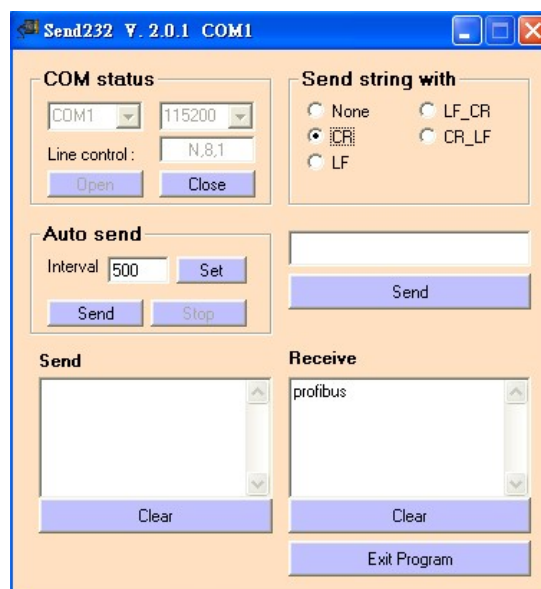 Send232 V. 2.0.1 COM1
COM status
COM1 115200
Line control : N,8,1
Open Close
Send string with
None LF_CR
CR CR_LF
LF
Auto send
Interval 500 Set
Send Stop
Send
Send
Clear
Receive
profibus
Clear
Exit Program